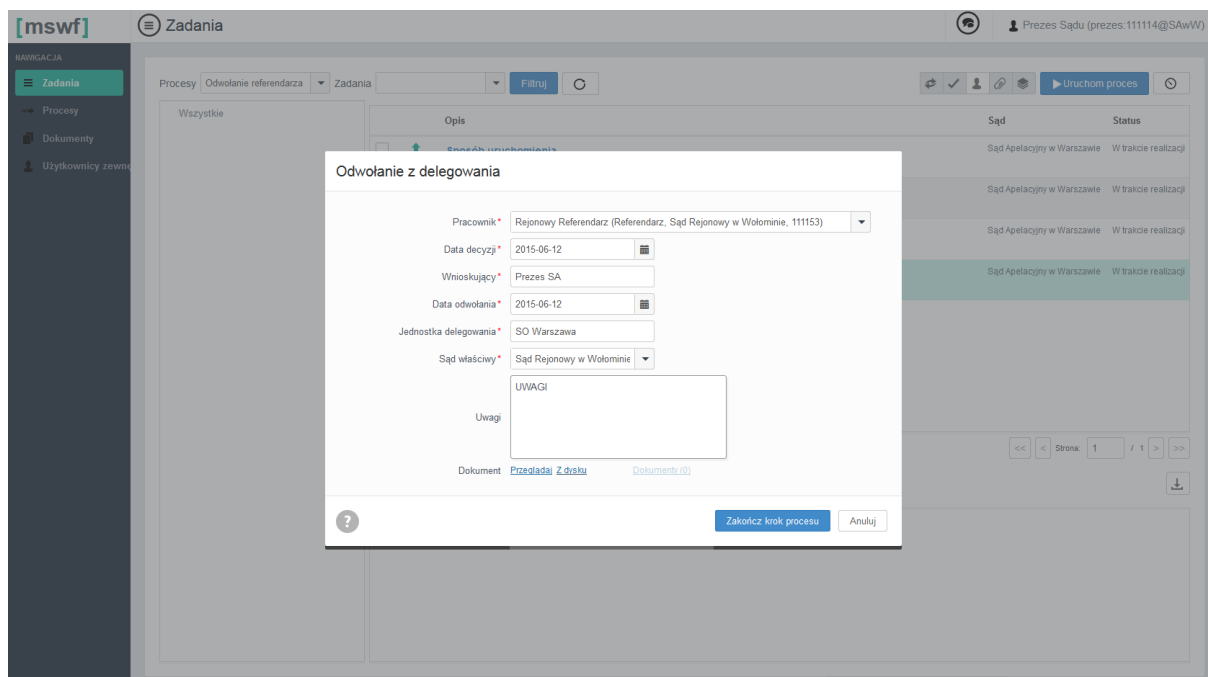 [mswf]
Zadania
Prezes Sądu (prezes:111114@SAwW)
NAWIGACJA
Zadania
Procesy
Dokumenty
Użytkownicy zewnę
Procesy Odwołanie referendarza Zadania Filtruj Uruchom proces
Wszystkie
Opis Sąd Status
Sposób uruchomienia Sąd Apelacyjny w Warszawie W trakcie realizacji
Sąd Apelacyjny w Warszawie W trakcie realizacji
Sąd Apelacyjny w Warszawie W trakcie realizacji
Sąd Apelacyjny w Warszawie W trakcie realizacji
Odwołanie z delegowania
Pracownik* Rejonowy Referendarz (Referendarz, Sąd Rejonowy w Wołominie, 111153)
Data decyzji* 2015-06-12
Wnioskujący* Prezes SA
Data odwołania* 2015-06-12
Jednostka delegowania* SO Warszawa
Sąd właściwy* Sąd Rejonowy w Wołominie
Uwagi UWAGI
Dokument Przeglądaj Z dysku Dokumenty (0)
<< < Strona: 1 / 1 > >>
? Zakończ krok procesu Anuluj